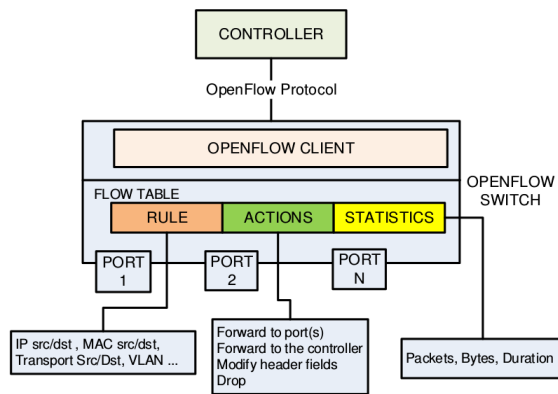 CONTROLLER
OpenFlow Protocol
OPENFLOW CLIENT
OPENFLOW
SWITCH
FLOW TABLE
RULE
ACTIONS
STATISTICS
PORT
1
PORT
2
PORT
N
IP src/dst , MAC src/dst,
Transport Src/Dst, VLAN ...
Forward to port(s)
Forward to the controller
Modify header fields
Drop
Packets, Bytes, Duration